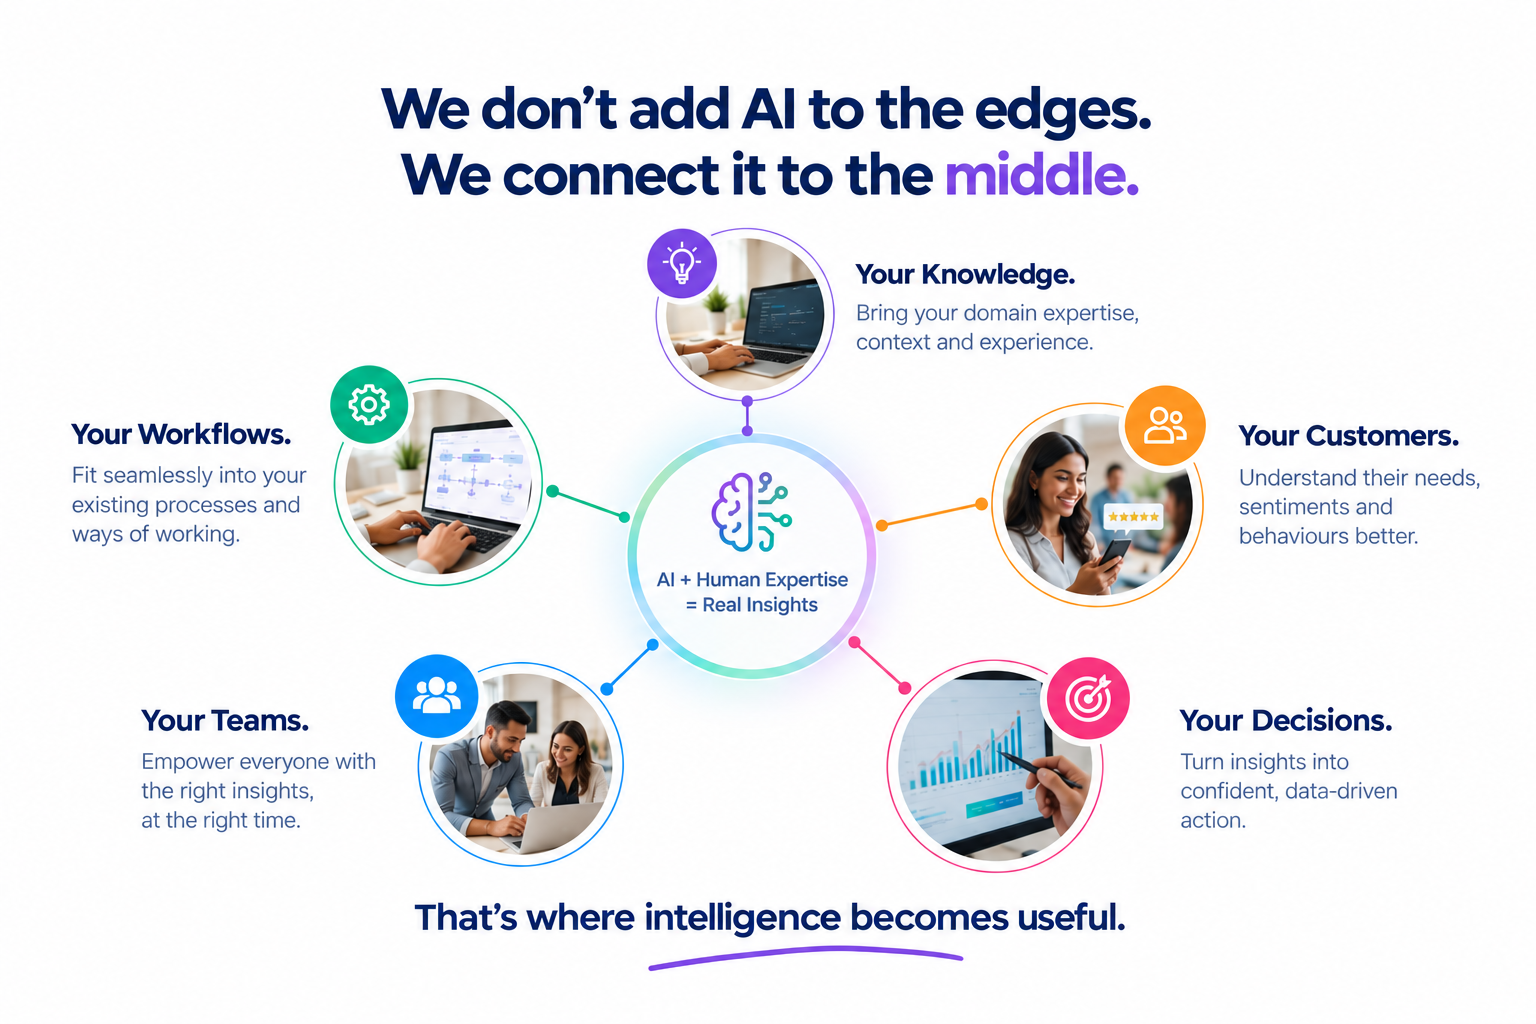 We don't add AI to the edges.
We connect it to the middle.
Your Knowledge.
Bring your domain expertise,
context and experience.
Your Workflows.
Fit seamlessly into your
existing processes and
ways of working.
Your Customers.
Understand their needs,
sentiments and
behaviours better.
AI + Human Expertise
= Real Insights
Your Teams.
Empower everyone with
the right insights,
at the right time.
Your Decisions.
Turn insights into
confident, data-driven
action.
That's where intelligence becomes useful.